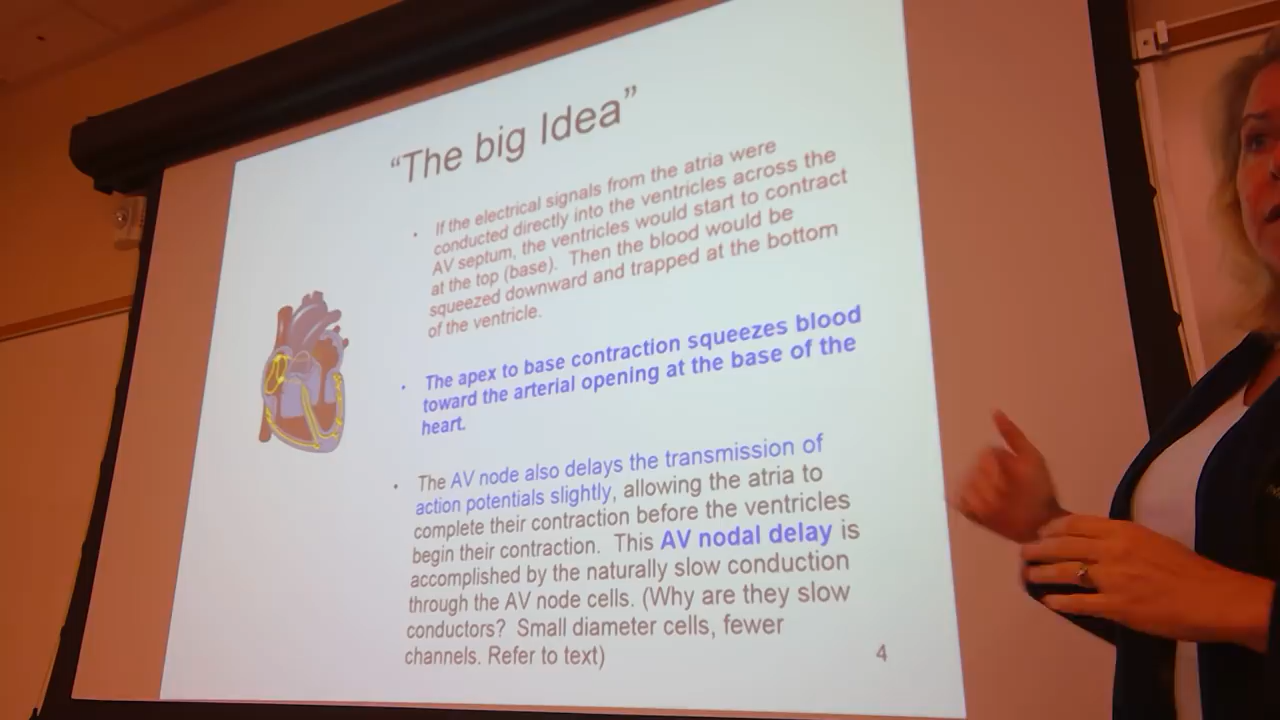 “The big Idea”
• If the electrical signals from the atria were
conducted directly into the ventricles across the
AV septum, the ventricles would start to contract
at the top (base). Then the blood would be
squeezed downward and trapped at the bottom
of the ventricle.
• The apex to base contraction squeezes blood
toward the arterial opening at the base of the
heart.
• The AV node also delays the transmission of
action potentials slightly, allowing the atria to
complete their contraction before the ventricles
begin their contraction. This AV nodal delay is
accomplished by the naturally slow conduction
through the AV node cells. (Why are they slow
conductors? Small diameter cells, fewer
channels. Refer to text)
4